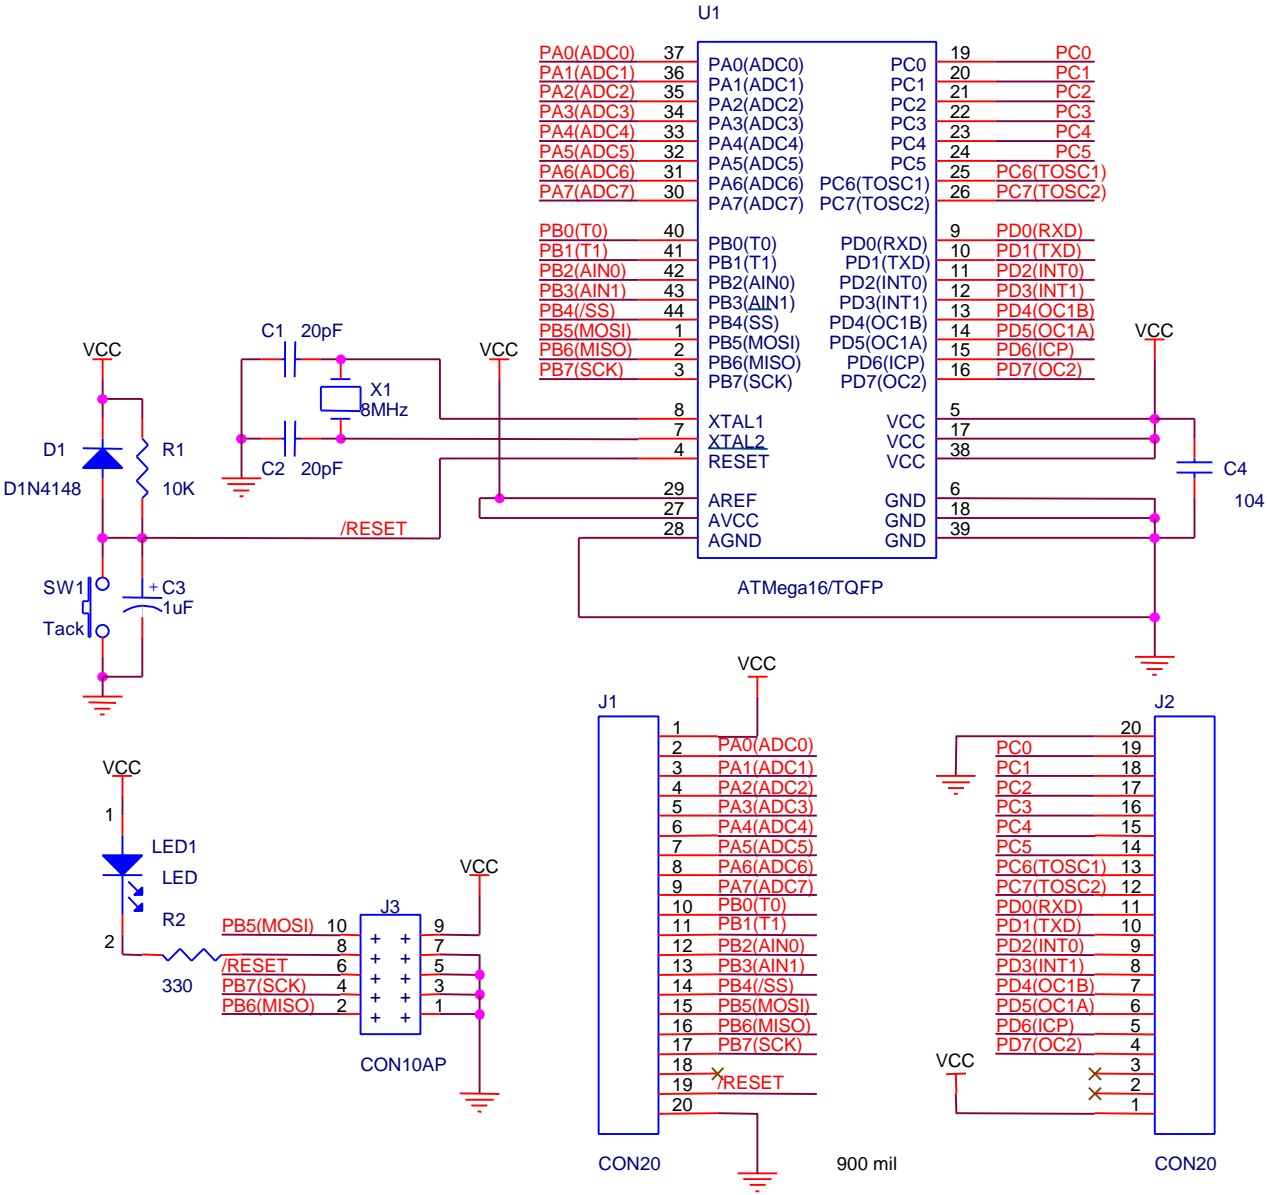 U1
PA0(ADC0) 37 PA0(ADC0) PC0 19 PC0
PA1(ADC1) 36 PA1(ADC1) PC1 20 PC1
PA2(ADC2) 35 PA2(ADC2) PC2 21 PC2
PA3(ADC3) 34 PA3(ADC3) PC3 22 PC3
PA4(ADC4) 33 PA4(ADC4) PC4 23 PC4
PA5(ADC5) 32 PA5(ADC5) PC5 24 PC5
PA6(ADC6) 31 PA6(ADC6) PC6(TOSC1) 25 PC6(TOSC1)
PA7(ADC7) 30 PA7(ADC7) PC7(TOSC2) 26 PC7(TOSC2)
PB0(T0) 40 PB0(T0) PD0(RXD) 9 PD0(RXD)
PB1(T1) 41 PB1(T1) PD1(TXD) 10 PD1(TXD)
PB2(AIN0) 42 PB2(AIN0) PD2(INT0) 11 PD2(INT0)
PB3(AIN1) 43 PB3(AIN1) PD3(INT1) 12 PD3(INT1)
PB4(/SS) 44 PB4(SS) PD4(OC1B) 13 PD4(OC1B)
PB5(MOSI) 1 PB5(MOSI) PD5(OC1A) 14 PD5(OC1A)
PB6(MISO) 2 PB6(MISO) PD6(ICP) 15 PD6(ICP)
PB7(SCK) 3 PB7(SCK) PD7(OC2) 16 PD7(OC2)
8 XTAL1 VCC 5
7 XTAL2 VCC 17
4 RESET VCC 38
29 AREF GND 6
27 AVCC GND 18
28 AGND GND 39
ATMega16/TQFP
VCC
C4
104
VCC
C1 20pF
X1
8MHz
C2 20pF
VCC
D1
D1N4148
R1
10K
/RESET
SW1
Tack
+ C3
1uF
VCC
1
LED1
LED
2
R2
330
VCC
J3
PB5(MOSI) 10 + + 9
8 + + 7
/RESET 6 + + 5
PB7(SCK) 4 + + 3
PB6(MISO) 2 + + 1
CON10AP
VCC
J1
1
2 PA0(ADC0)
3 PA1(ADC1)
4 PA2(ADC2)
5 PA3(ADC3)
6 PA4(ADC4)
7 PA5(ADC5)
8 PA6(ADC6)
9 PA7(ADC7)
10 PB0(T0)
11 PB1(T1)
12 PB2(AIN0)
13 PB3(AIN1)
14 PB4(/SS)
15 PB5(MOSI)
16 PB6(MISO)
17 PB7(SCK)
18
19 /RESET
20
CON20
900 mil
J2
20
PC0 19
PC1 18
PC2 17
PC3 16
PC4 15
PC5 14
PC6(TOSC1) 13
PC7(TOSC2) 12
PD0(RXD) 11
PD1(TXD) 10
PD2(INT0) 9
PD3(INT1) 8
PD4(OC1B) 7
PD5(OC1A) 6
PD6(ICP) 5
PD7(OC2) 4
VCC
3
2
1
CON20